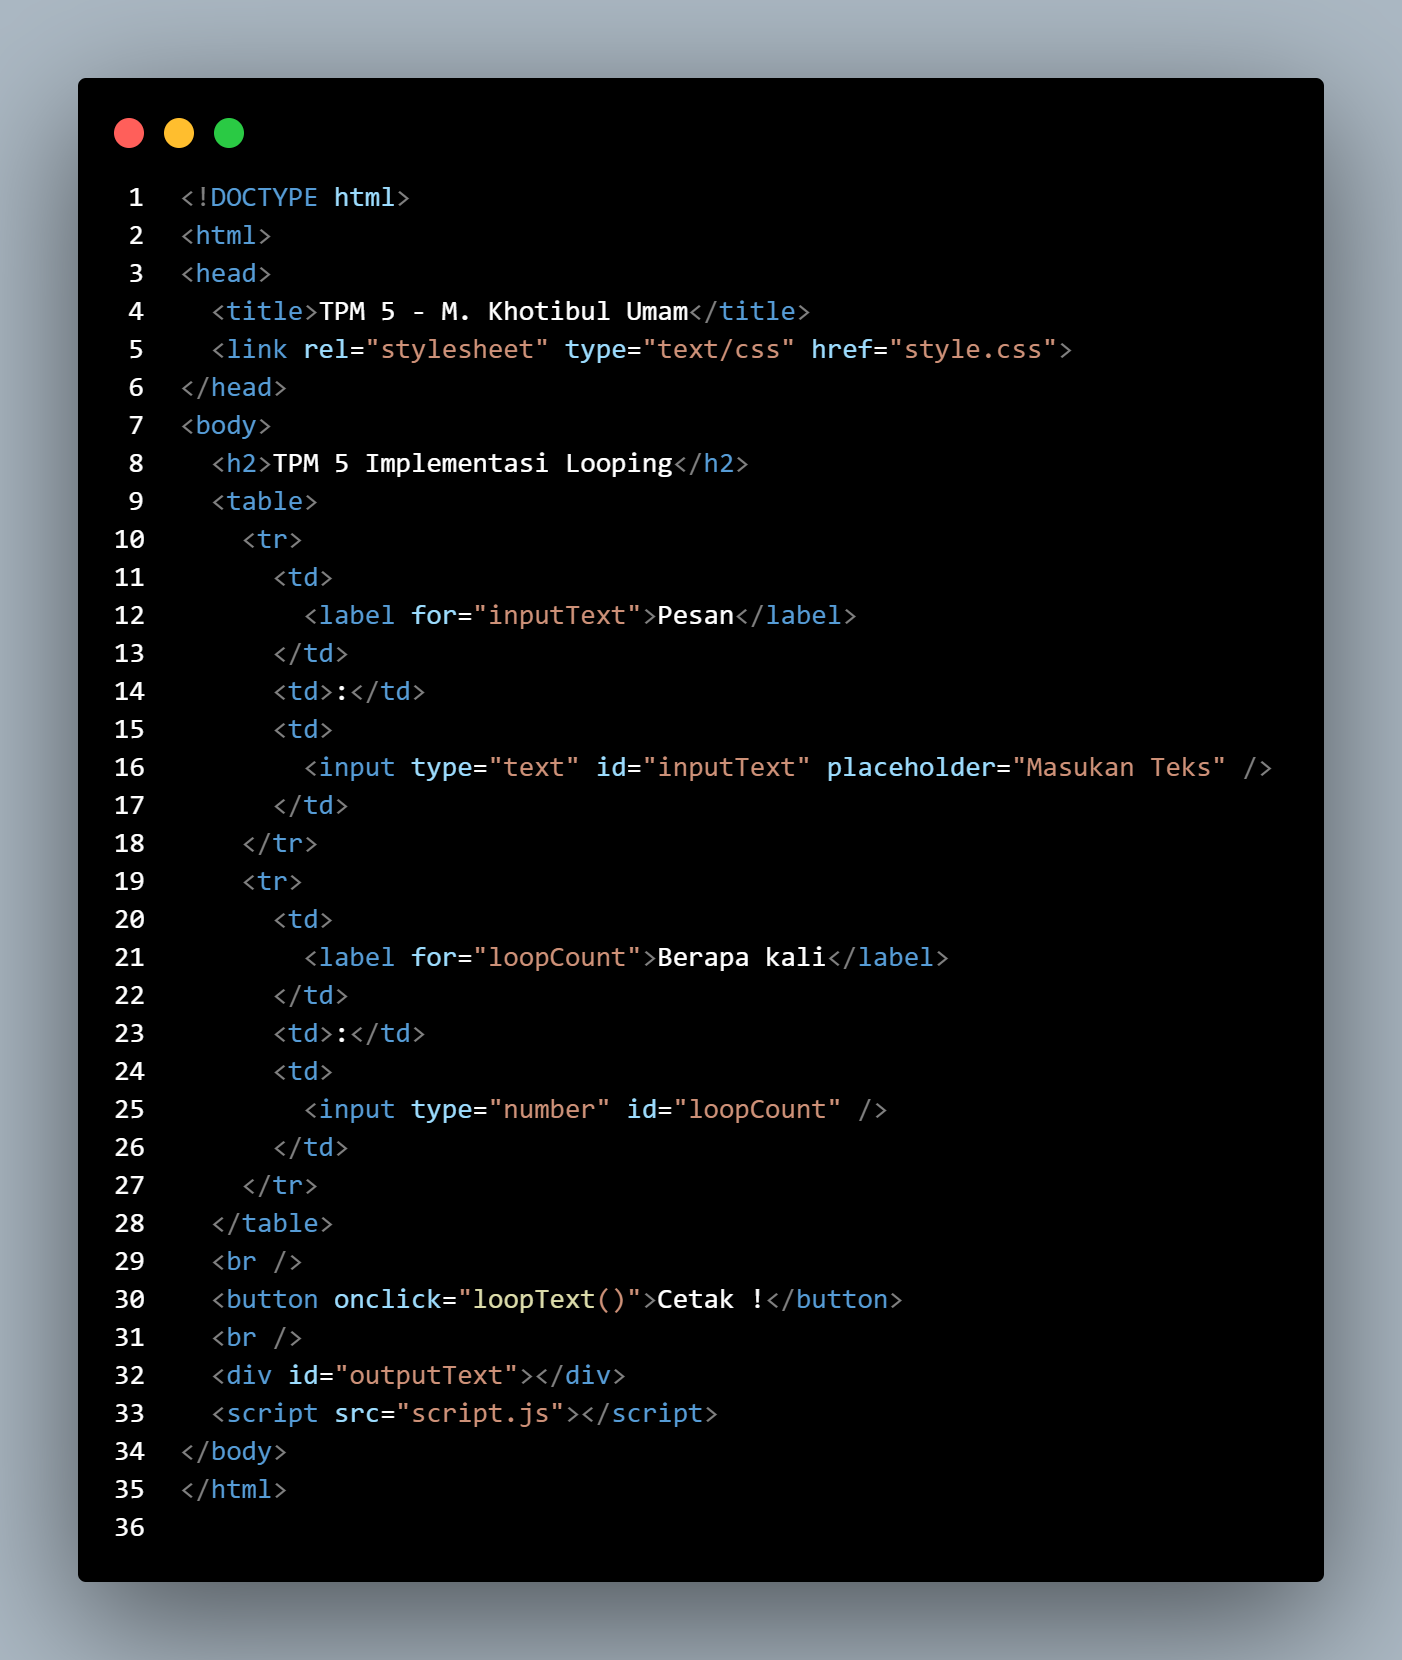 1 <!DOCTYPE html>
2 <html>
3 <head>
4   <title>TPM 5 - M. Khotibul Umam</title>
5   <link rel="stylesheet" type="text/css" href="style.css">
6 </head>
7 <body>
8   <h2>TPM 5 Implementasi Looping</h2>
9   <table>
10     <tr>
11       <td>
12         <label for="inputText">Pesan</label>
13       </td>
14       <td>:</td>
15       <td>
16         <input type="text" id="inputText" placeholder="Masukan Teks" />
17       </td>
18     </tr>
19     <tr>
20       <td>
21         <label for="loopCount">Berapa kali</label>
22       </td>
23       <td>:</td>
24       <td>
25         <input type="number" id="loopCount" />
26       </td>
27     </tr>
28   </table>
29   <br />
30   <button onclick="loopText()">Cetak !</button>
31   <br />
32   <div id="outputText"></div>
33   <script src="script.js"></script>
34 </body>
35 </html>
36